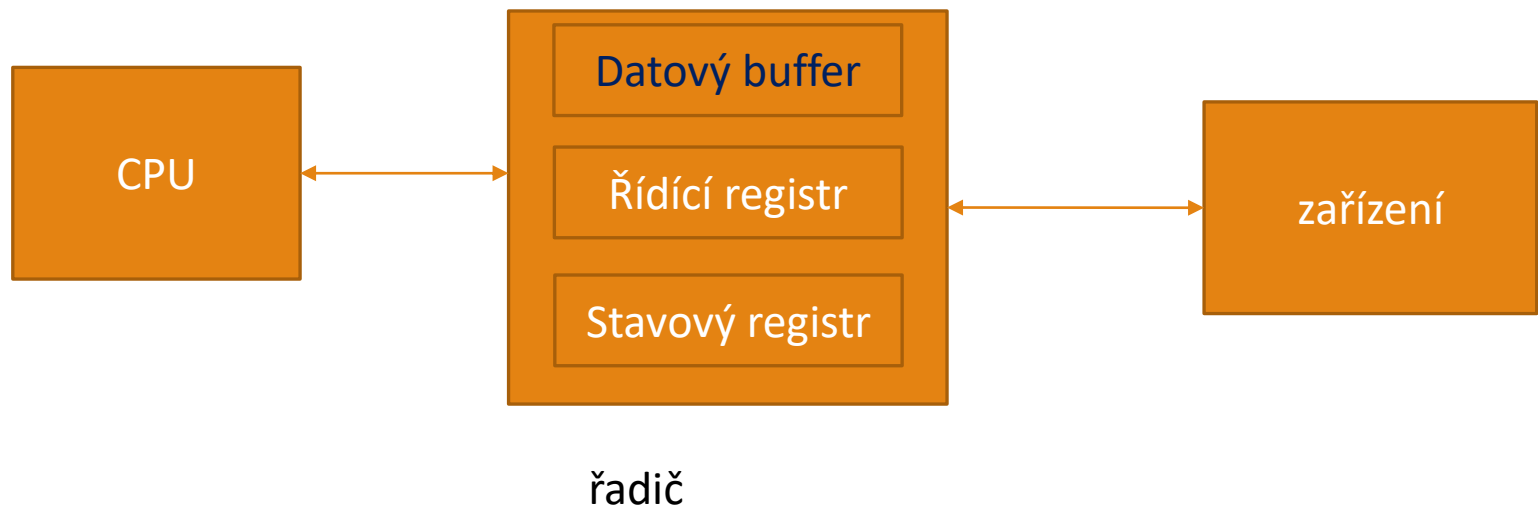 Datový buffer
CPU
Řídící registr
zařízení
Stavový registr
řadič